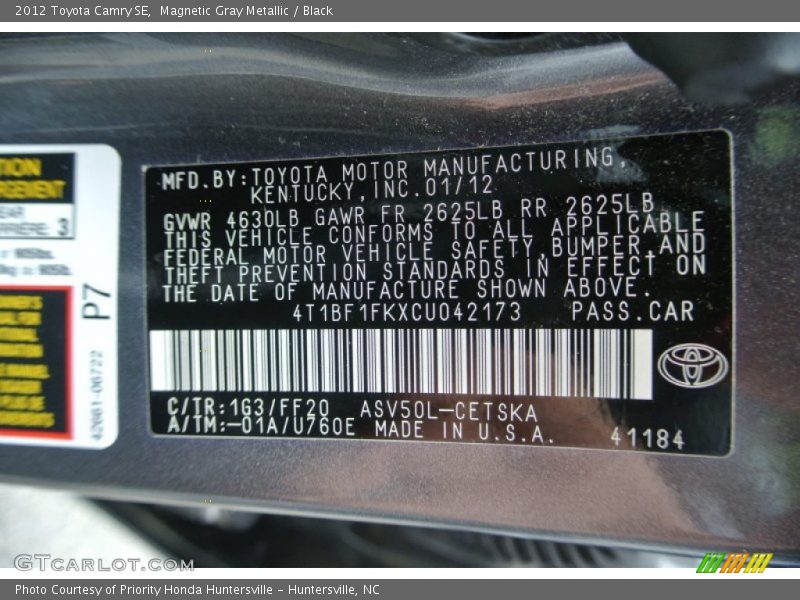 2012 Toyota Camry SE, Magnetic Gray Metallic / Black
MFD.BY:TOYOTA MOTOR MANUFACTURING,
KENTUCKY,INC.01/12
GVWR 4630LB GAWR FR 2625LB RR 2625LB
THIS VEHICLE CONFORMS TO ALL APPLICABLE
FEDERAL MOTOR VEHICLE SAFETY,BUMPER,AND
THEFT PREVENTION STANDARDS IN EFFECT ON
THE DATE OF MANUFACTURE SHOWN ABOVE.
4T1BF1FKXCU042173 PASS.CAR
C/TR:1G3/FF20 ASV50L-CETSKA
A/TM:-01A/U760E MADE IN U.S.A. 41184
P7
42661-06722
3
GTCARLOT.COM
Photo Courtesy of Priority Honda Huntersville - Huntersville, NC